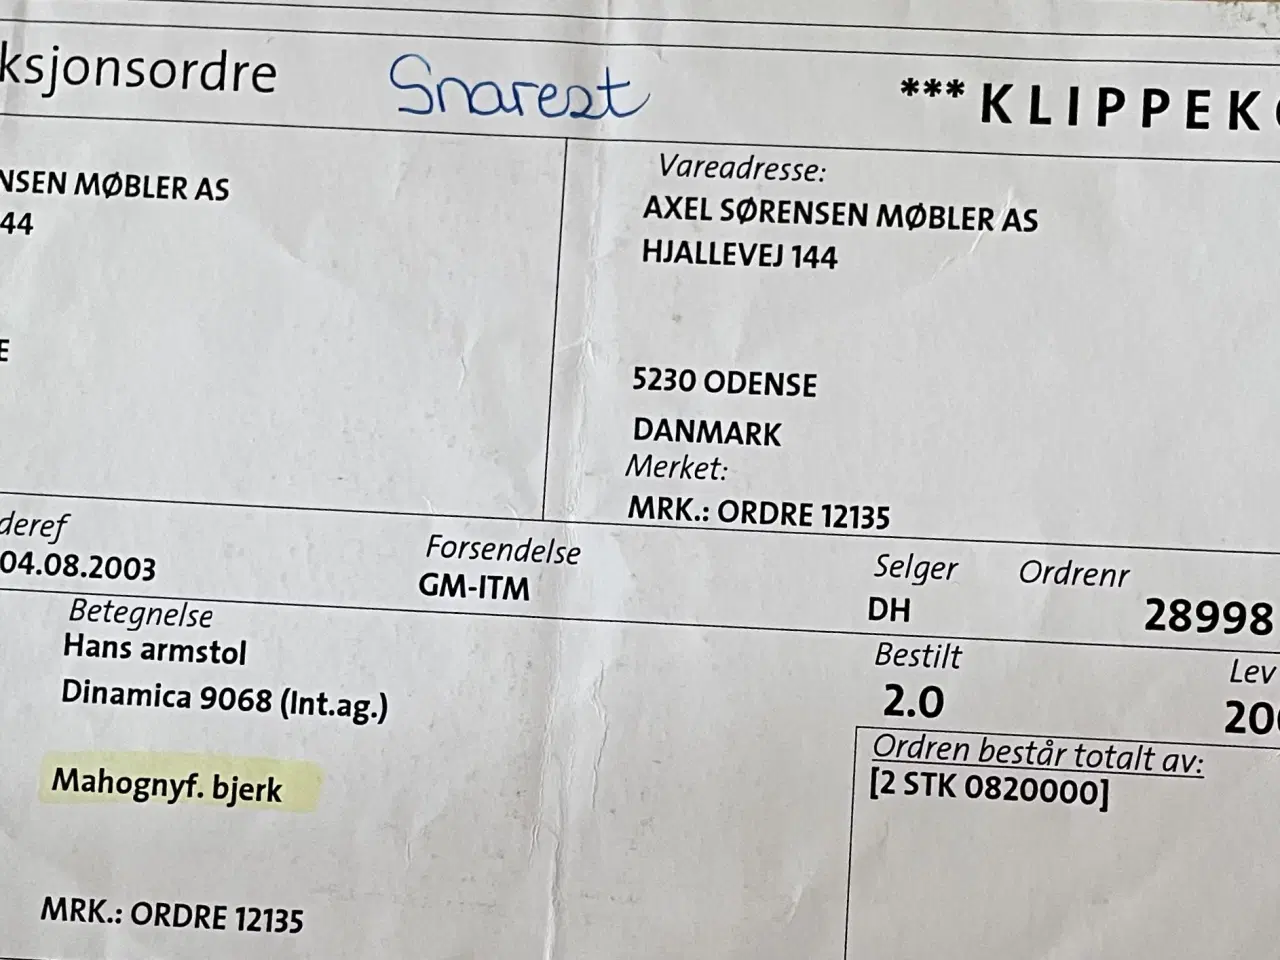 ksjonsordre Snarest *** KLIPPEK
NSEN MØBLER AS
44
E
Vareadresse:
AXEL SØRENSEN MØBLER AS
HJALLEVEJ 144
5230 ODENSE
DANMARK
Merket:
MRK.: ORDRE 12135
deref Forsendelse Selger Ordrenr
04.08.2003 GM-ITM DH 28998
Betegnelse Bestilt Lev
Hans armstol 2.0 20
Dinamica 9068 (Int.ag.)
Ordren består totalt av:
[2 STK 0820000]
Mahognyf. bjerk
MRK.: ORDRE 12135